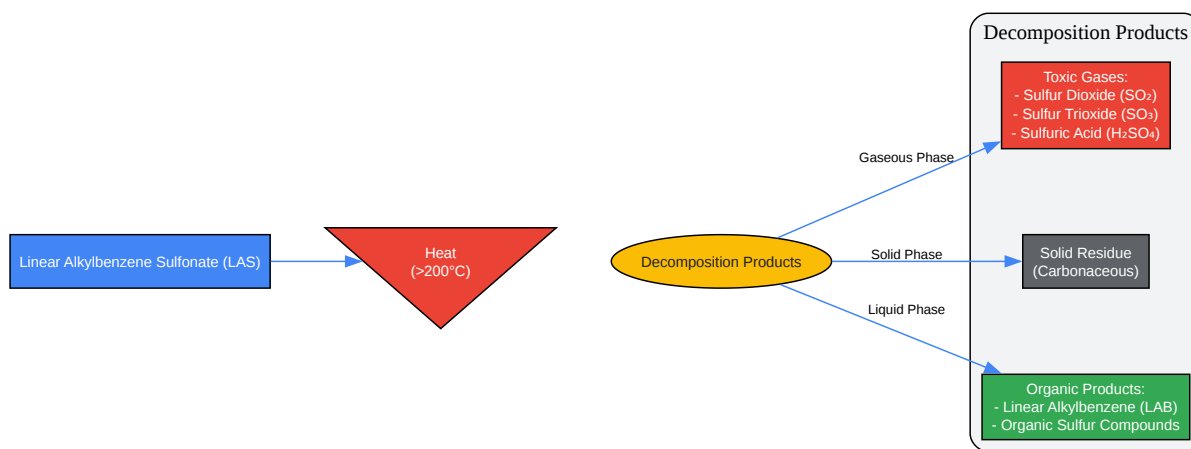 Decomposition Products
Toxic Gases:
- Sulfur Dioxide (SO₂)
- Sulfur Trioxide (SO₃)
- Sulfuric Acid (H₂SO₄)
Gaseous Phase
Linear Alkylbenzene Sulfonate (LAS)
Heat
(>200°C)
Decomposition Products
Solid Phase
Solid Residue
(Carbonaceous)
Liquid Phase
Organic Products:
- Linear Alkylbenzene (LAB)
- Organic Sulfur Compounds